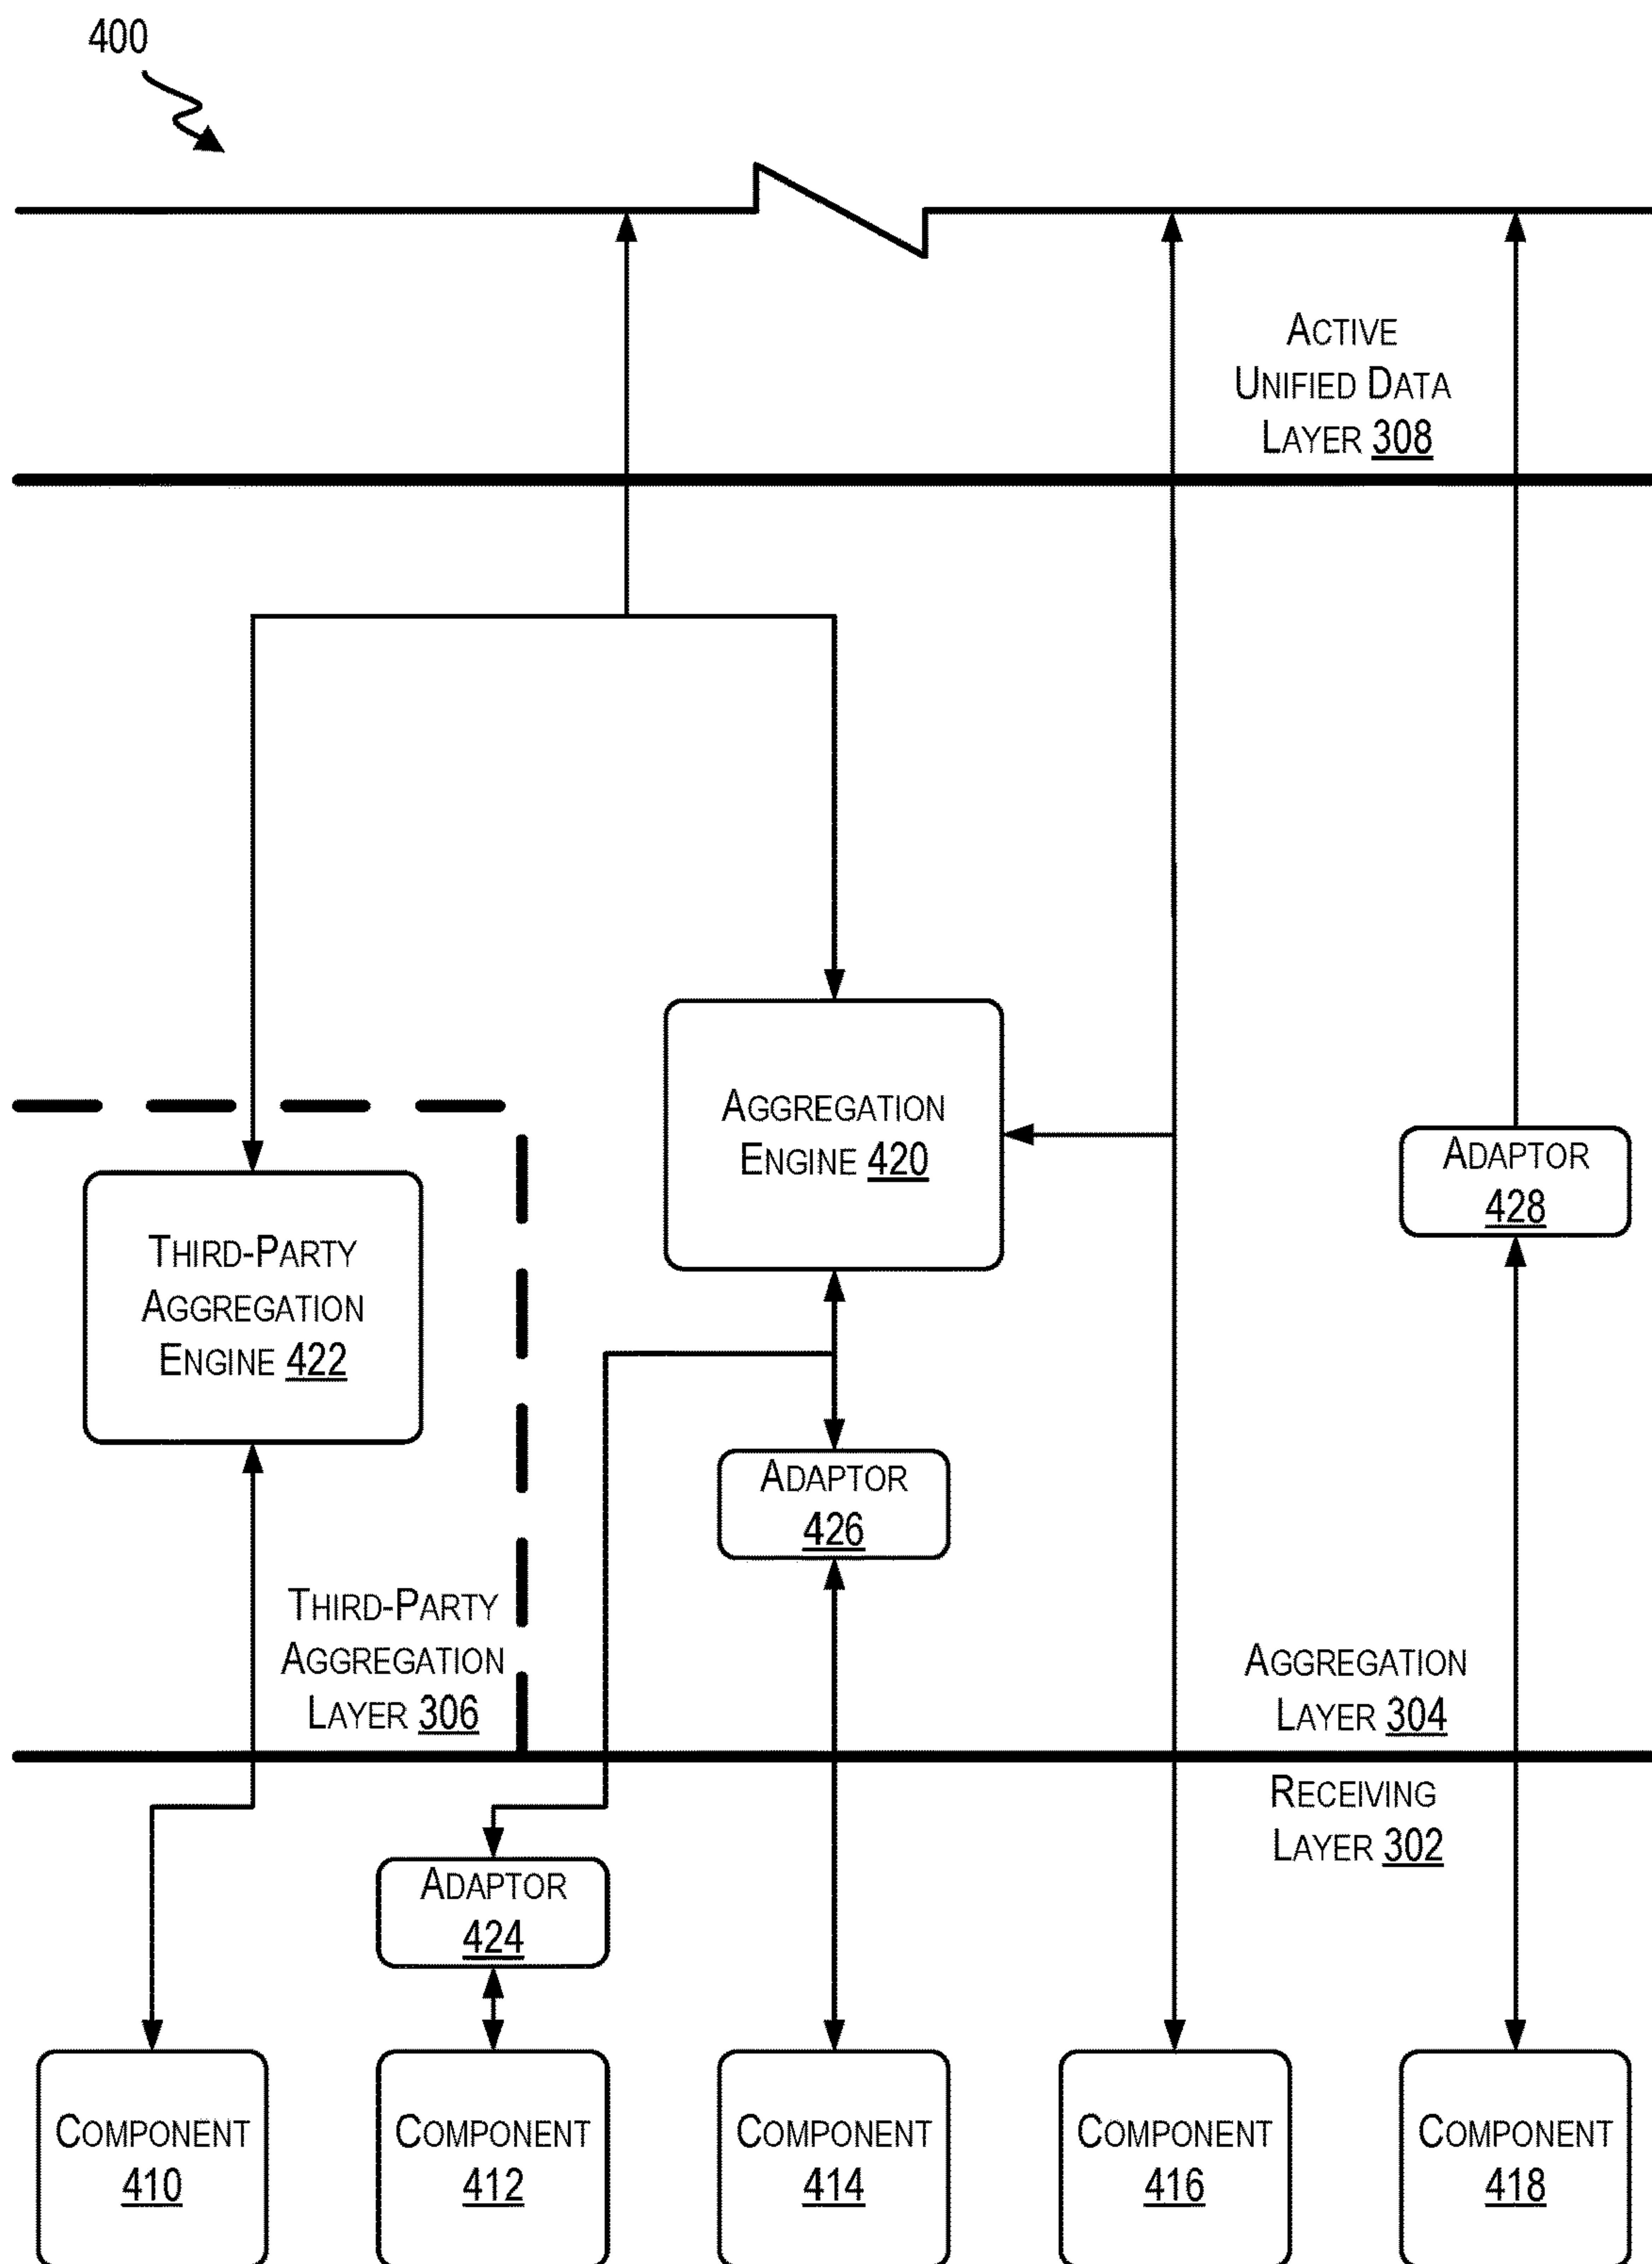 400
ACTIVE
UNIFIED DATA
LAYER 308
AGGREGATION
ENGINE 420
ADAPTOR
428
THIRD-PARTY
AGGREGATION
ENGINE 422
ADAPTOR
426
THIRD-PARTY
AGGREGATION
LAYER 306
AGGREGATION
LAYER 304
RECEIVING
LAYER 302
ADAPTOR
424
COMPONENT
410
COMPONENT
412
COMPONENT
414
COMPONENT
416
COMPONENT
418